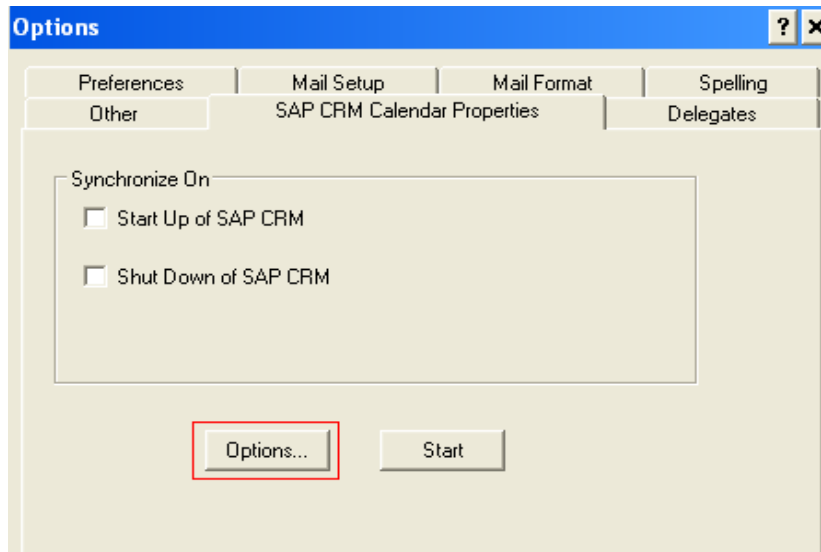 Options
Preferences Mail Setup Mail Format Spelling
Other SAP CRM Calendar Properties Delegates
Synchronize On
Start Up of SAP CRM
Shut Down of SAP CRM
Options... Start